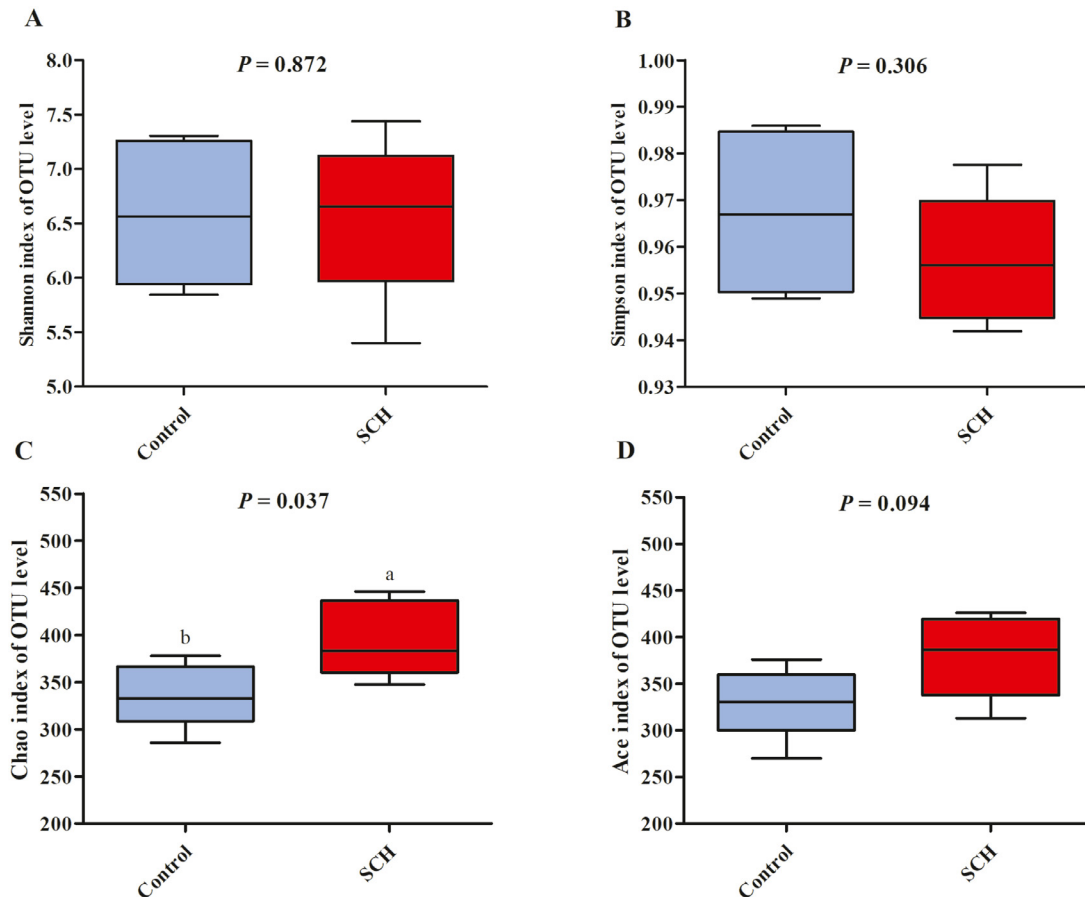 A
P = 0.872
Shannon index of OTU level
8.0
7.5
7.0
6.5
6.0
5.5
5.0
Control
SCH
B
P = 0.306
Simpson index of OTU level
1.00
0.99
0.98
0.97
0.96
0.95
0.94
0.93
Control
SCH
C
P = 0.037
Chao index of OTU level
550
500
450
400
350
300
250
200
b
a
Control
SCH
D
P = 0.094
Ace index of OTU level
550
500
450
400
350
300
250
200
Control
SCH